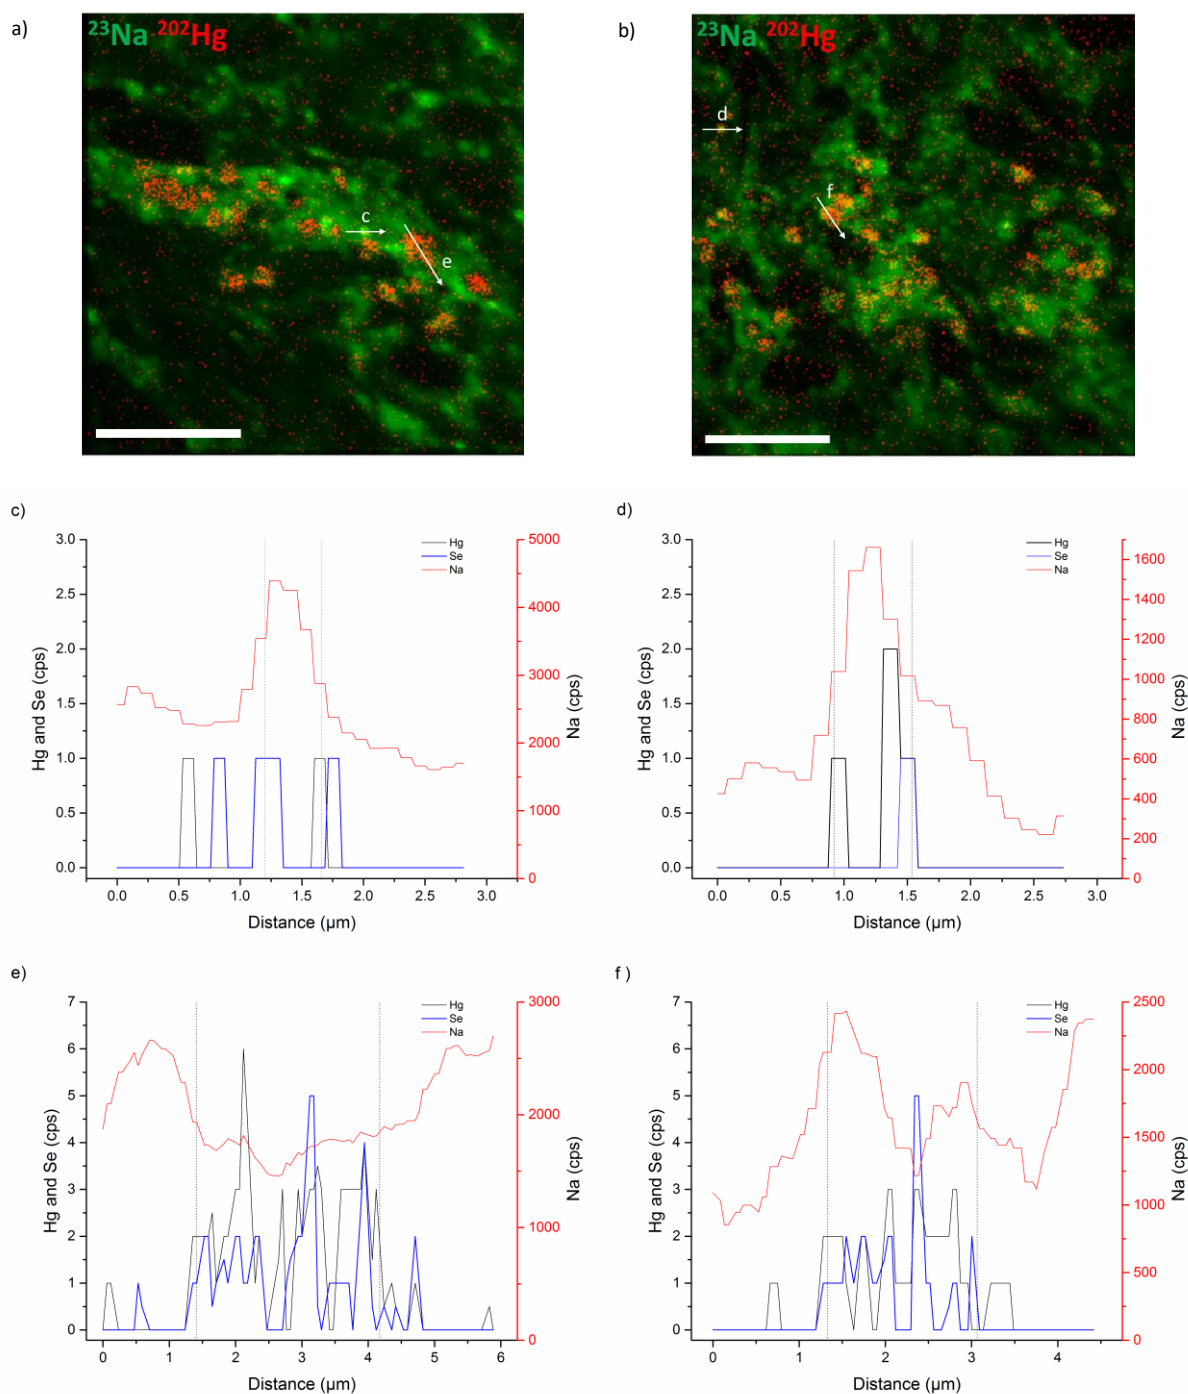 a)
²³Na ²⁰²Hg
c
e
b)
²³Na ²⁰²Hg
d
f
c)
3.0
2.5
2.0
1.5
1.0
0.5
0.0
Hg and Se (cps)
Hg
Se
Na
5000
4000
3000
2000
1000
0
Na (cps)
0.0 0.5 1.0 1.5 2.0 2.5 3.0
Distance (µm)
d)
3.0
2.5
2.0
1.5
1.0
0.5
0.0
Hg and Se (cps)
Hg
Se
Na
1600
1400
1200
1000
800
600
400
200
0
Na (cps)
0.0 0.5 1.0 1.5 2.0 2.5 3.0
Distance (µm)
e)
7
6
5
4
3
2
1
0
Hg and Se (cps)
Hg
Se
Na
3000
2000
1000
0
Na (cps)
0 1 2 3 4 5 6
Distance (µm)
f )
7
6
5
4
3
2
1
0
Hg and Se (cps)
Hg
Se
Na
2500
2000
1500
1000
500
0
Na (cps)
0 1 2 3 4
Distance (µm)